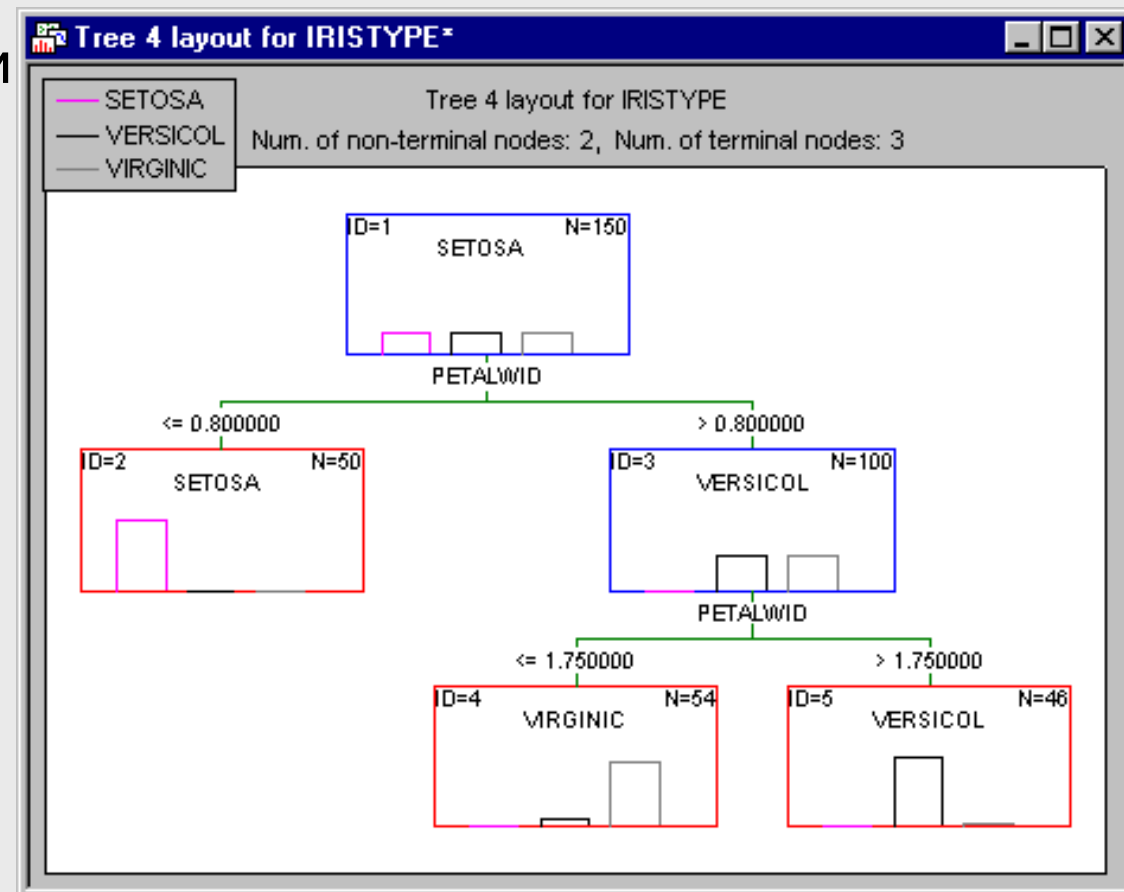 Tree 4 layout for IRISTYPE*
SETOSA
VERSICOL
VIRGINIC
Tree 4 layout for IRISTYPE
Num. of non-terminal nodes: 2, Num. of terminal nodes: 3
ID=1 N=150
SETOSA
PETALWID
<= 0.800000 > 0.800000
ID=2 N=50
SETOSA
ID=3 N=100
VERSICOL
PETALWID
<= 1.750000 > 1.750000
ID=4 N=54
VIRGINIC
ID=5 N=46
VERSICOL